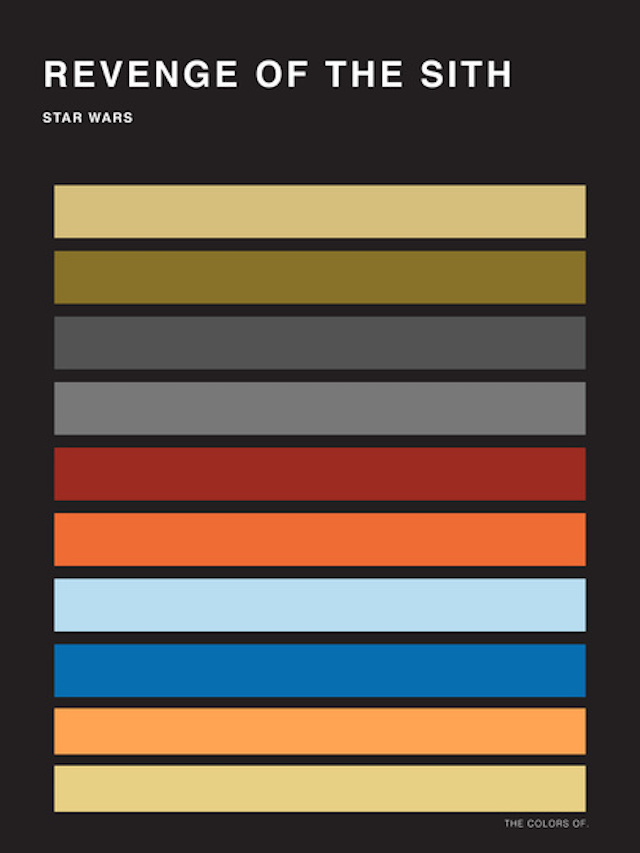 REVENGE OF THE SITH
STAR WARS
THE COLORS OF.